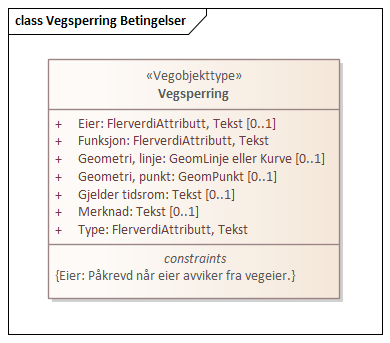 class Vegsperring Betingelser
«Vegobjekttype»
Vegsperring
+ Eier: FlerverdiAttributt, Tekst [0..1]
+ Funksjon: FlerverdiAttributt, Tekst
+ Geometri, linje: GeomLinje eller Kurve [0..1]
+ Geometri, punkt: GeomPunkt [0..1]
+ Gjelder tidsrom: Tekst [0..1]
+ Merknad: Tekst [0..1]
+ Type: FlerverdiAttributt, Tekst
constraints
{Eier: Påkrevd når eier avviker fra vegeier.}